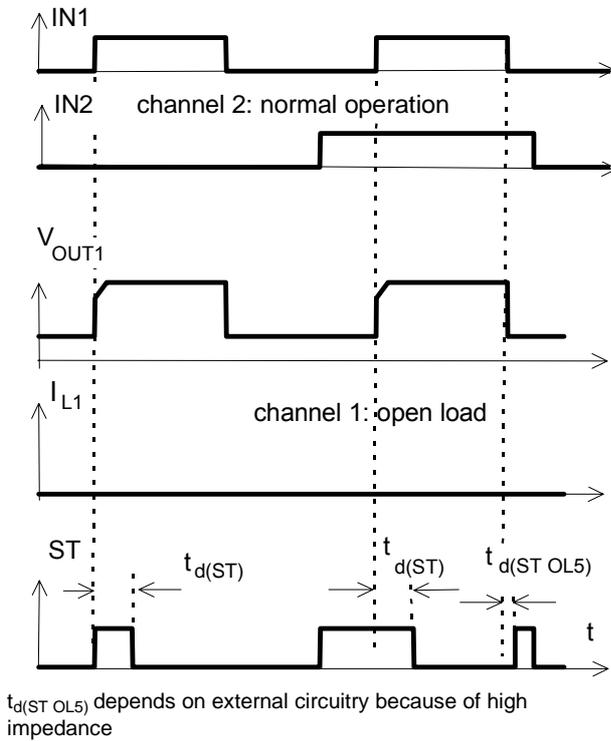 IN1
IN2
channel 2: normal operation
VOUT1
IL1
channel 1: open load
ST
td(ST)
td(ST)
td(ST OL5)
t
td(ST OL5) depends on external circuitry because of high
impedance